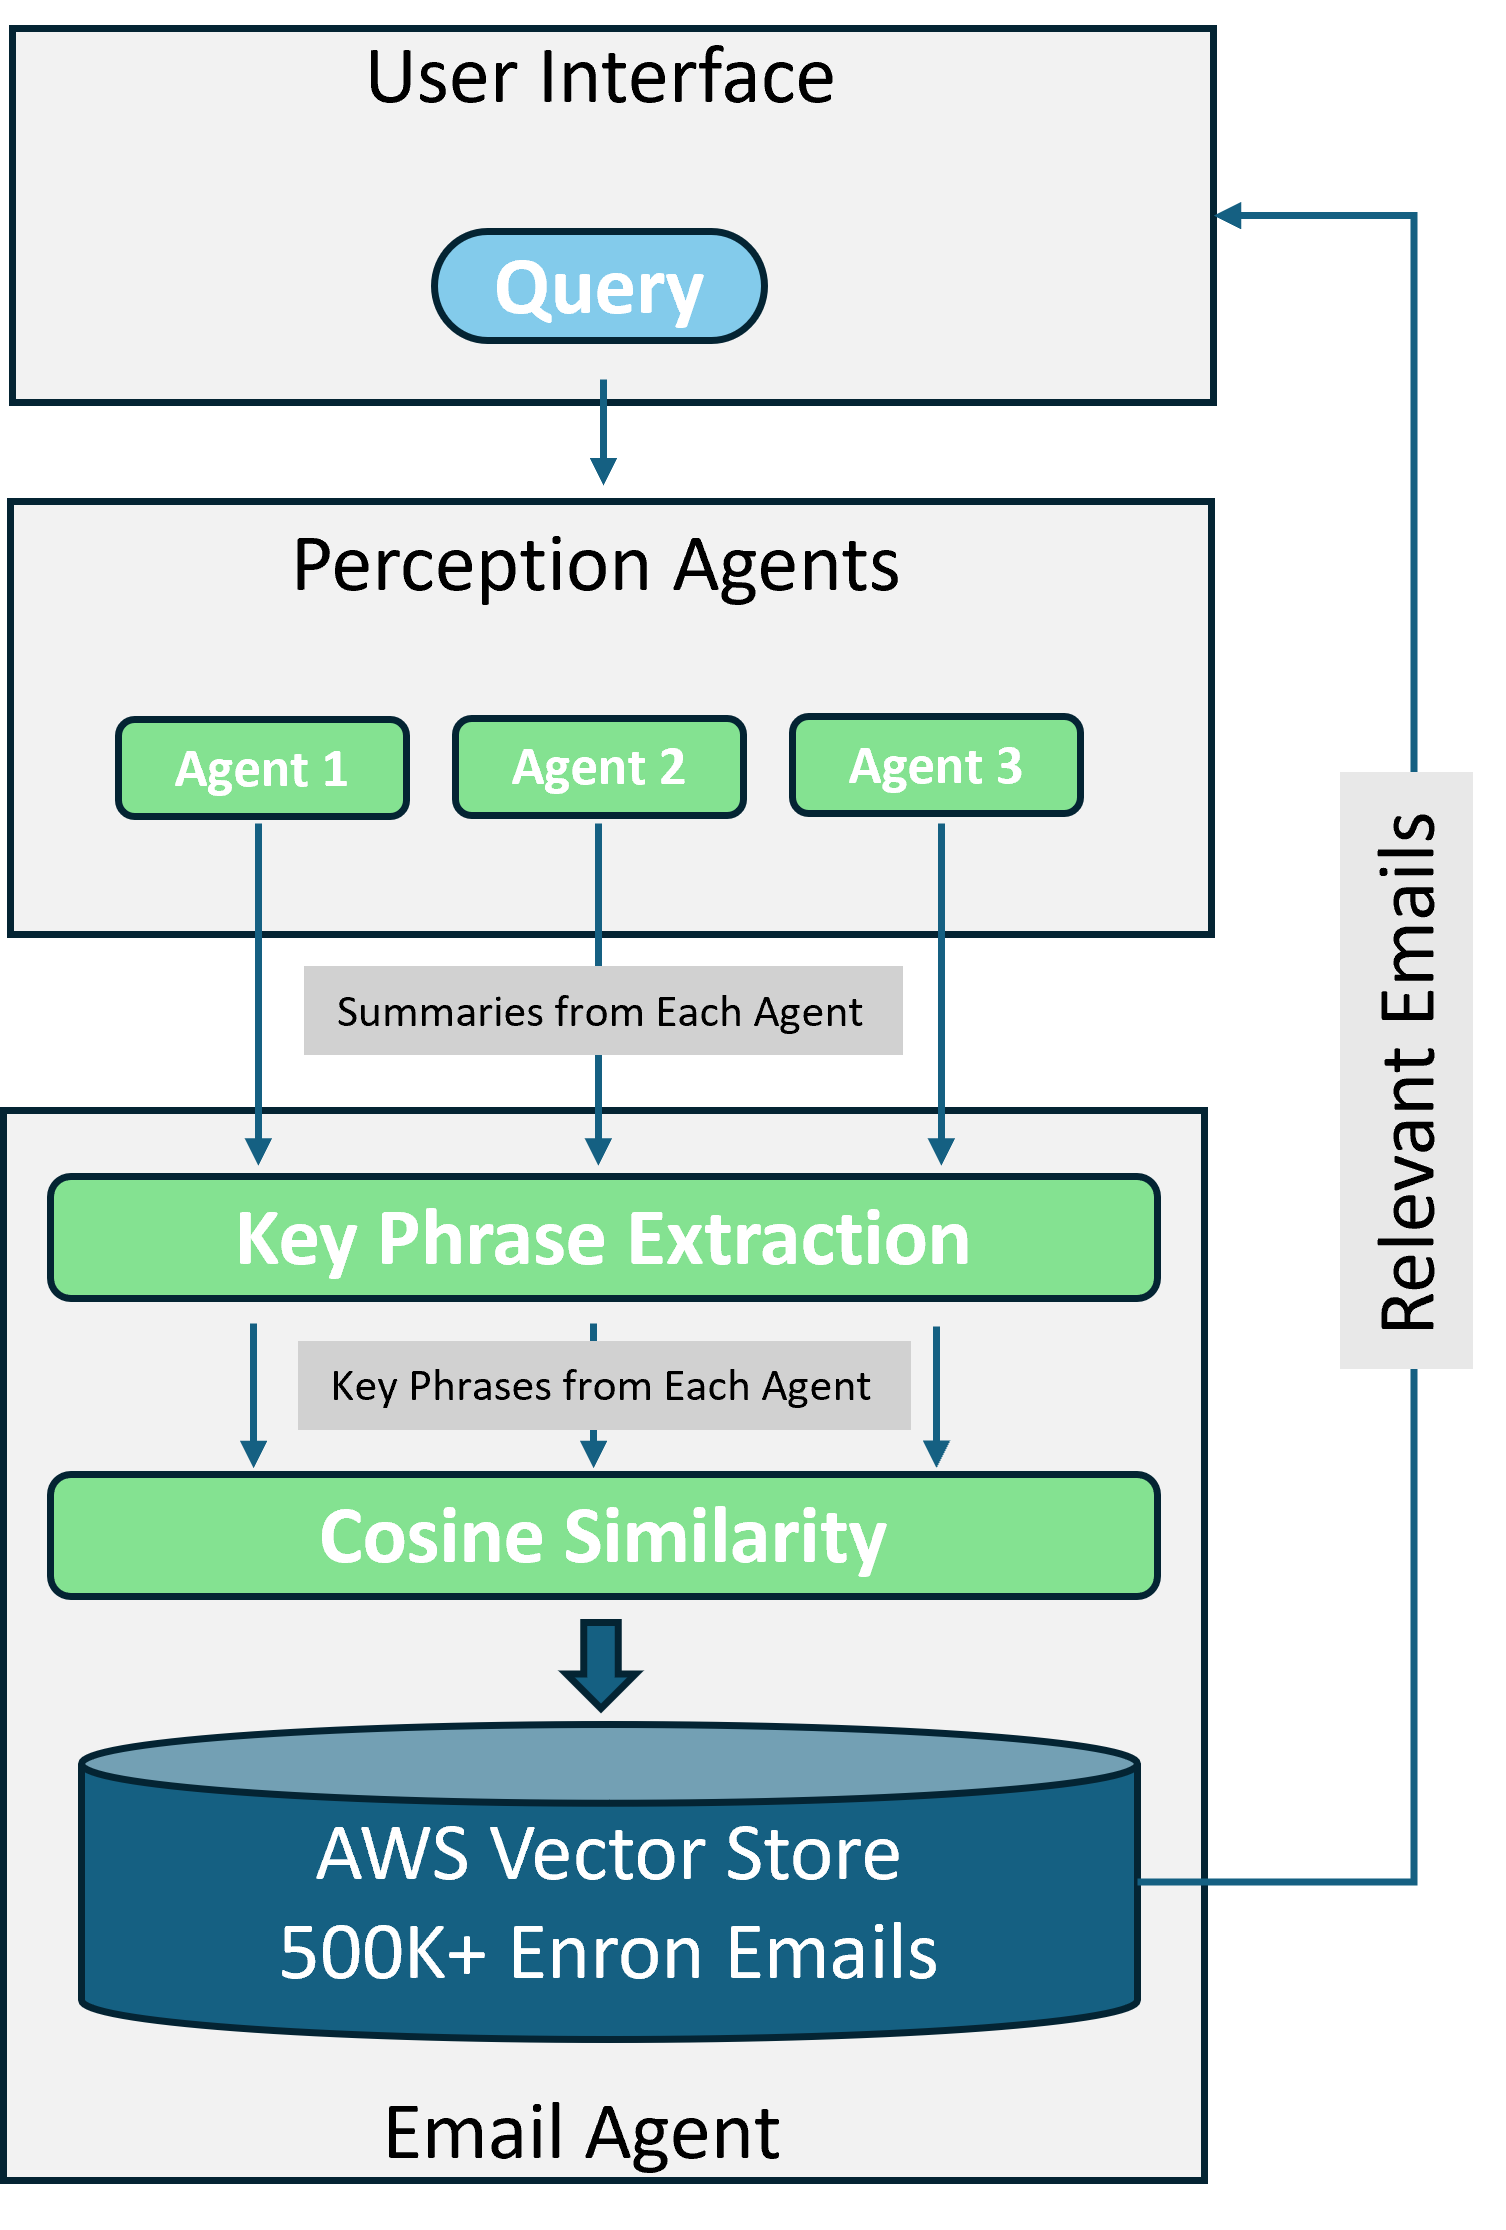 User Interface
Query
Perception Agents
Agent 1
Agent 2
Agent 3
Summaries from Each Agent
Key Phrase Extraction
Key Phrases from Each Agent
Cosine Similarity
AWS Vector Store
500K+ Enron Emails
Email Agent
Relevant Emails